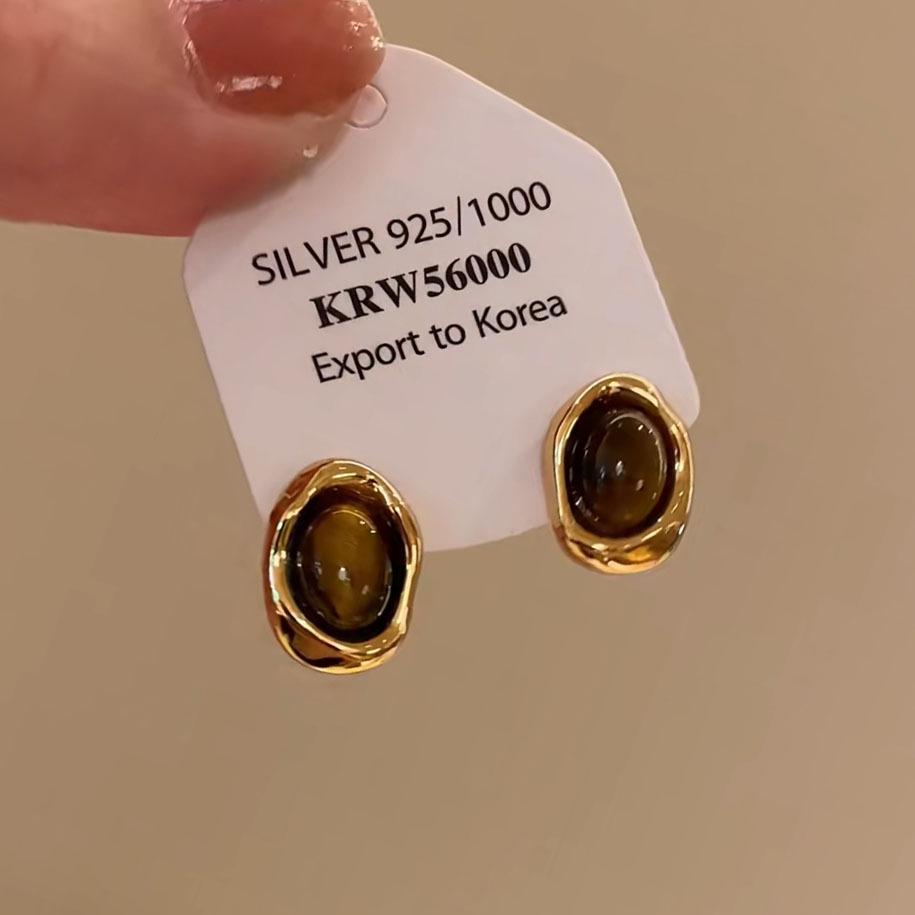 SILVER 925/1000
KRW56000
Export to Korea